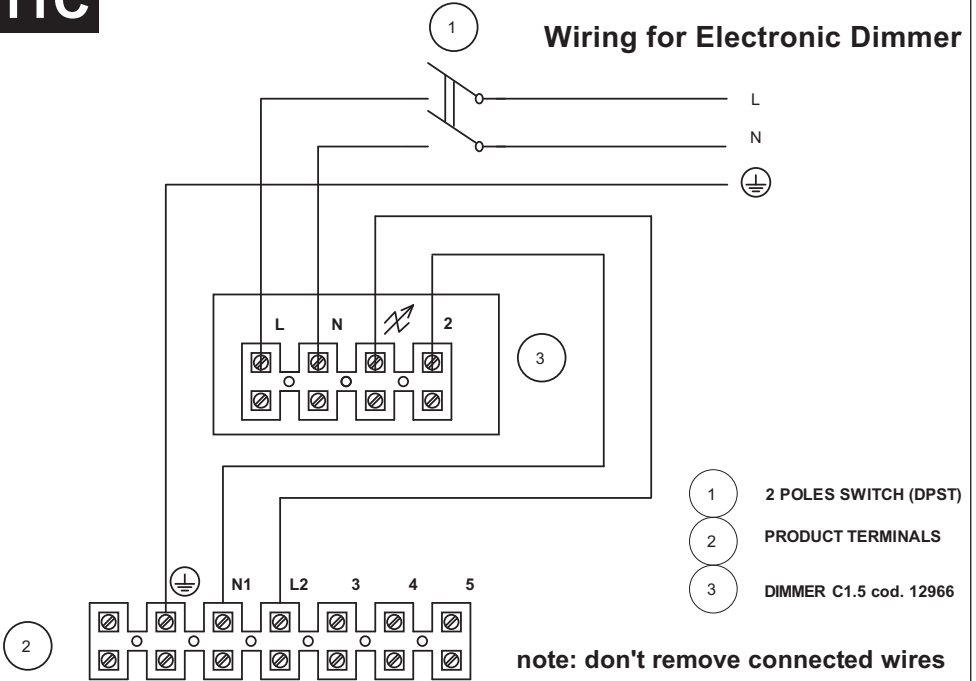 1
Wiring for Electronic Dimmer
L
N
L N 2
3
1 2 POLES SWITCH (DPST)
2 PRODUCT TERMINALS
3 DIMMER C1.5 cod. 12966
N1 L2 3 4 5
2
note: don't remove connected wires